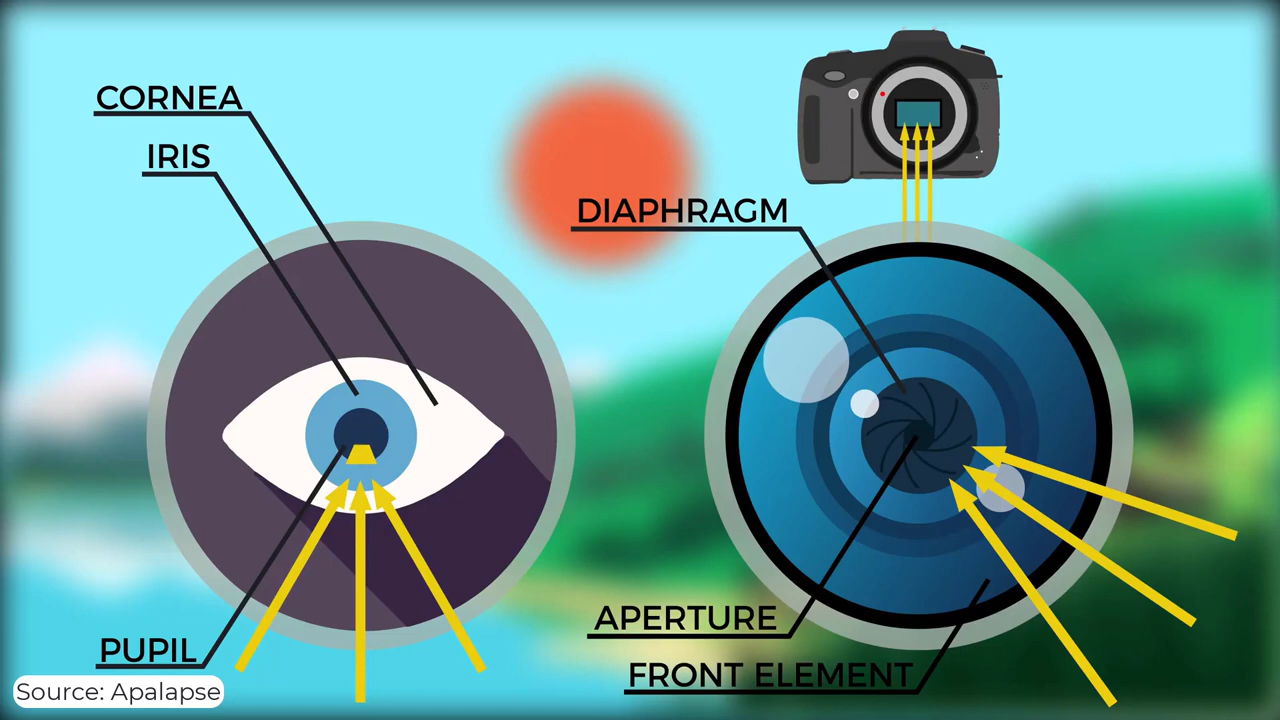 CORNEA
IRIS
DIAPHRAGM
APERTURE
PUPIL
FRONT ELEMENT
Source: Apalapse